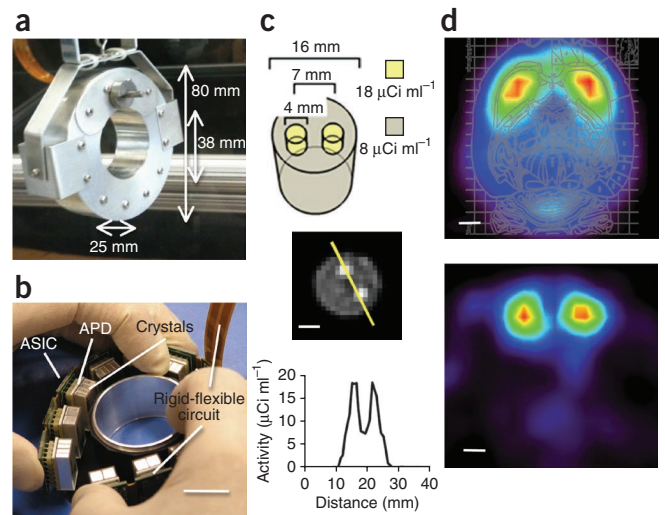 a
80 mm
38 mm
25 mm
b
ASIC
APD
Crystals
Rigid-flexible
circuit
c
16 mm
7 mm
4 mm
18 μCi ml⁻¹
8 μCi ml⁻¹
Activity (μCi ml⁻¹)
20
15
10
5
0
0 10 20 30 40
Distance (mm)
d